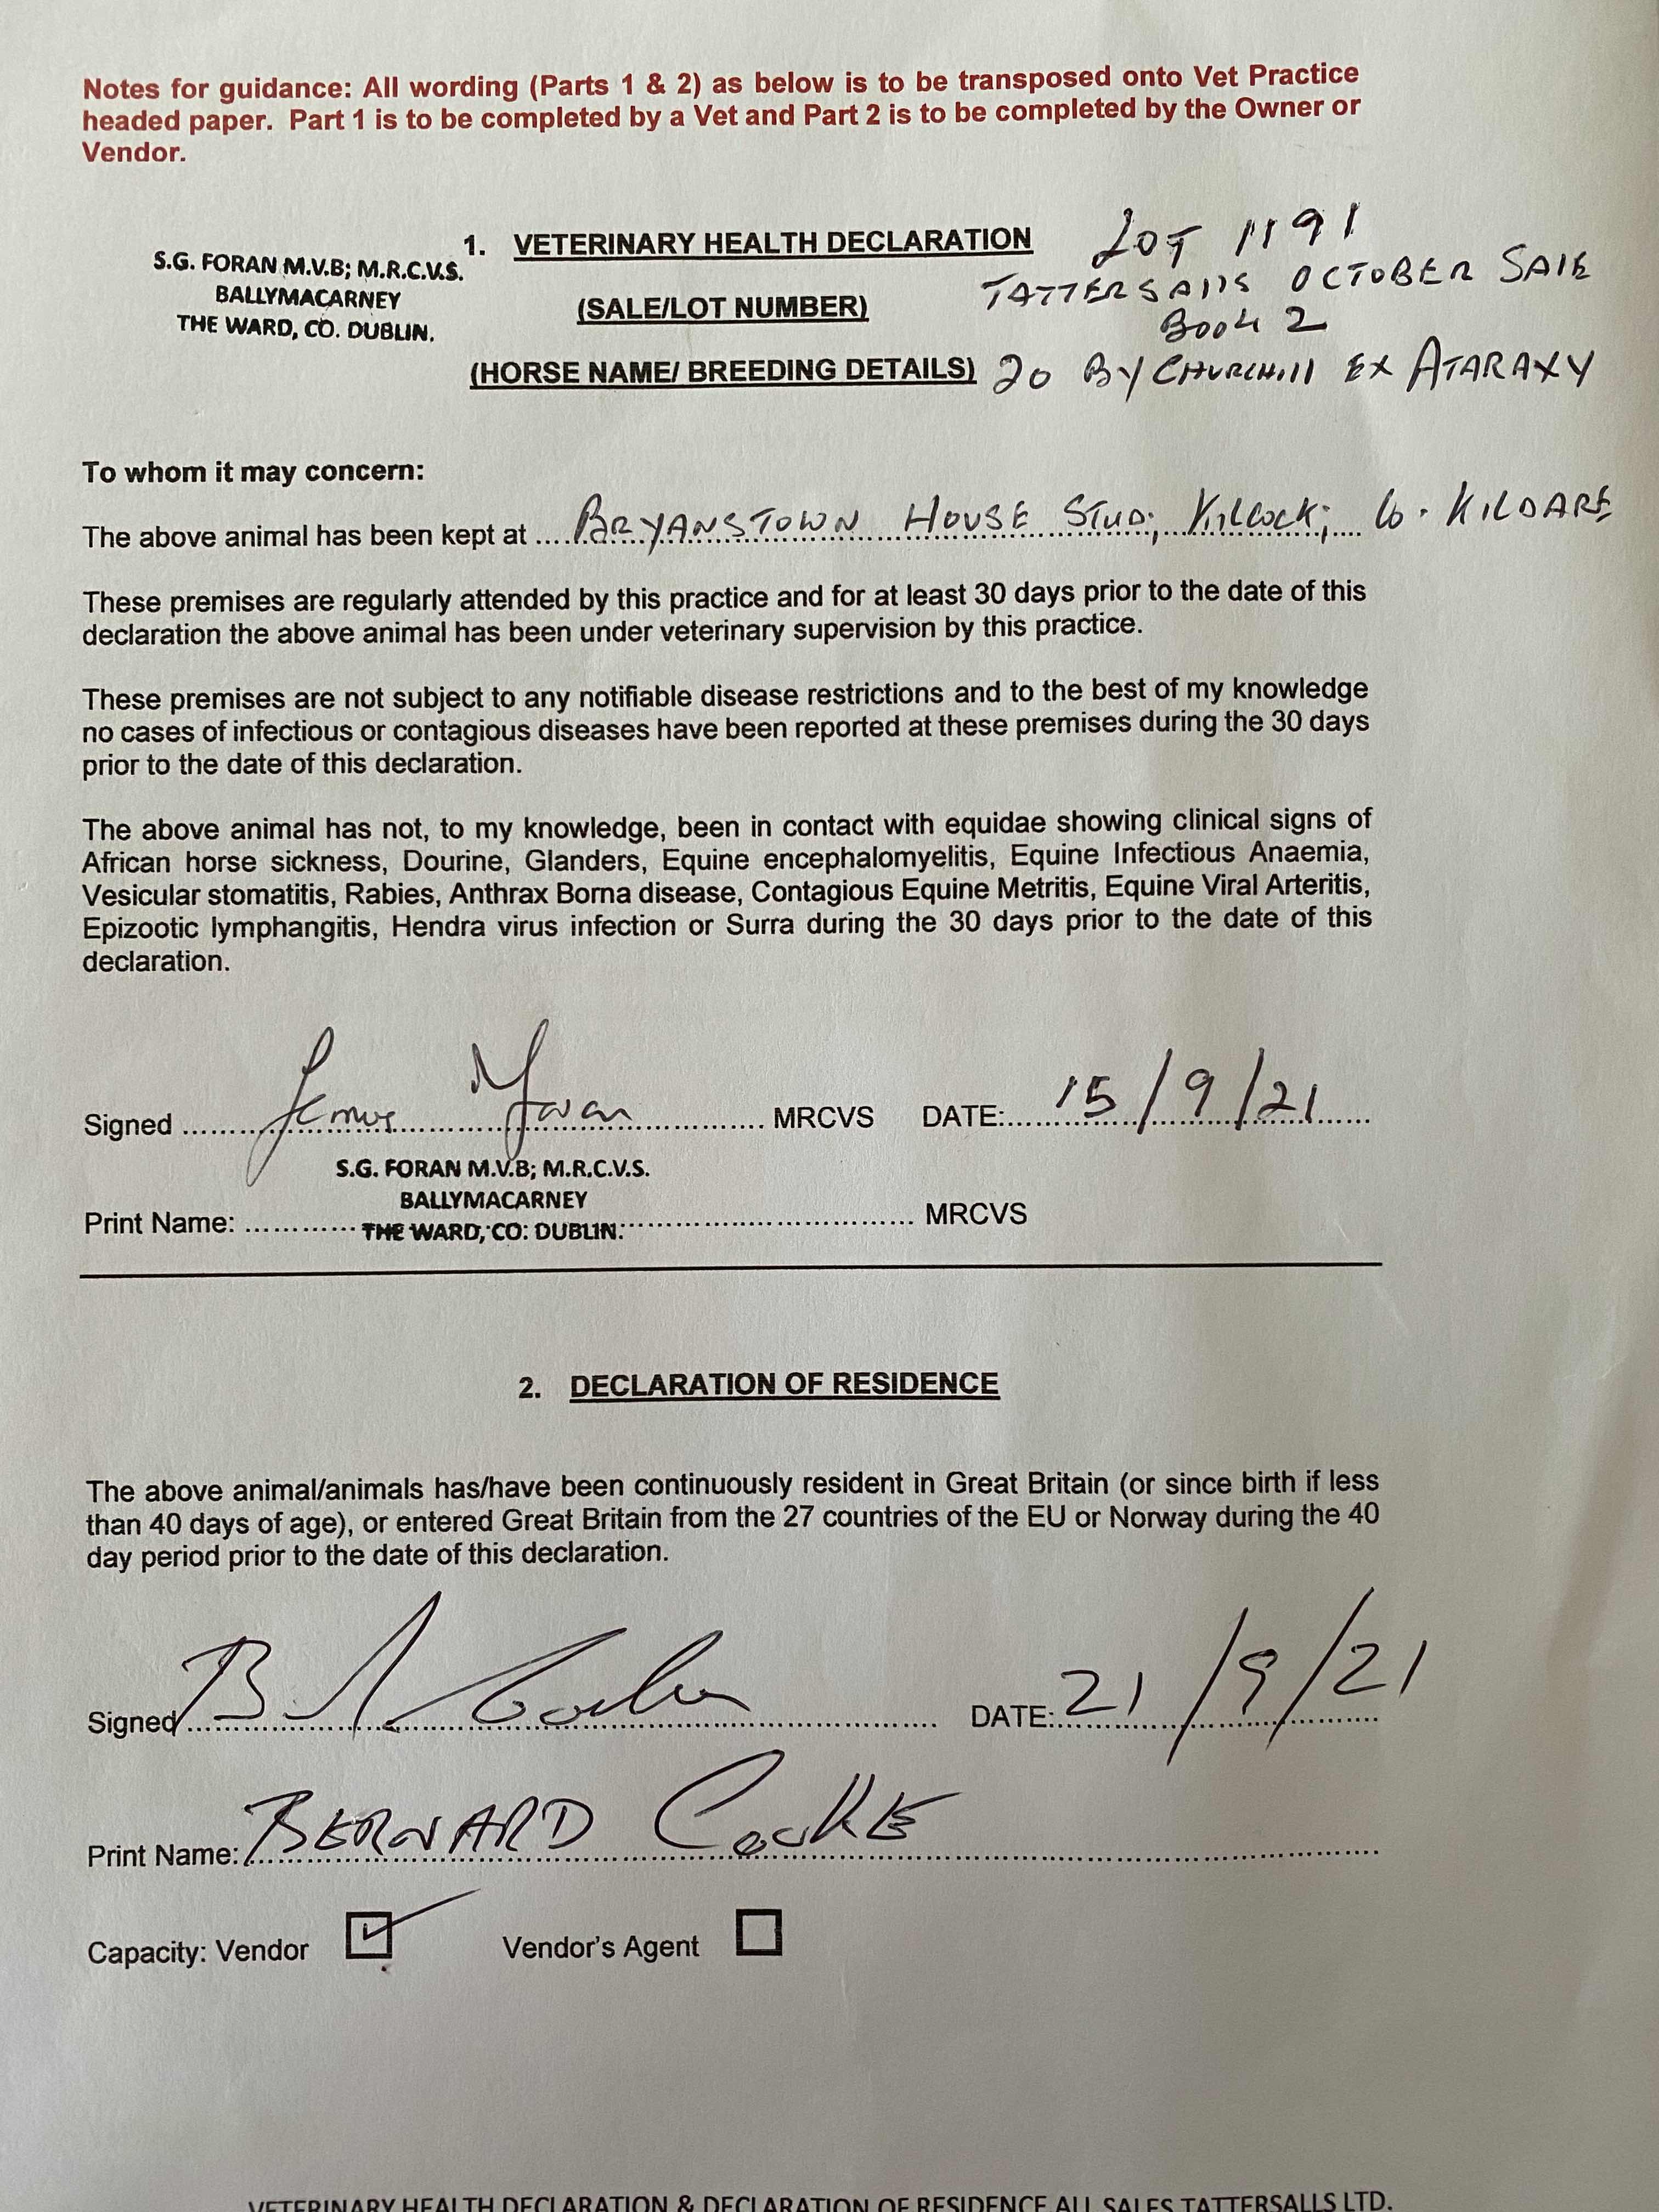 Notes for guidance: All wording (Parts 1 & 2) as below is to be transposed onto Vet Practice
headed paper. Part 1 is to be completed by a Vet and Part 2 is to be completed by the Owner or
Vendor.
S.G. FORAN M.V.B; M.R.C.V.S.
BALLYMACARNEY
THE WARD, CO. DUBLIN.
1. VETERINARY HEALTH DECLARATION LOT 1191
(SALE/LOT NUMBER) TATTERSAllS OCTOBER SAlE
Book 2
(HORSE NAME/ BREEDING DETAILS) 20 By CHURCHill EX ATARAXY
To whom it may concern:
The above animal has been kept at .... BRYANSTOWN HOUSE STUD; KilCock; Co. KILDARE
These premises are regularly attended by this practice and for at least 30 days prior to the date of this
declaration the above animal has been under veterinary supervision by this practice.
These premises are not subject to any notifiable disease restrictions and to the best of my knowledge
no cases of infectious or contagious diseases have been reported at these premises during the 30 days
prior to the date of this declaration.
The above animal has not, to my knowledge, been in contact with equidae showing clinical signs of
African horse sickness, Dourine, Glanders, Equine encephalomyelitis, Equine Infectious Anaemia,
Vesicular stomatitis, Rabies, Anthrax Borna disease, Contagious Equine Metritis, Equine Viral Arteritis,
Epizootic lymphangitis, Hendra virus infection or Surra during the 30 days prior to the date of this
declaration.
Signed MRCVS DATE: 15/9/21
S.G. FORAN M.V.B; M.R.C.V.S.
BALLYMACARNEY
Print Name: THE WARD, CO. DUBLIN. MRCVS
2. DECLARATION OF RESIDENCE
The above animal/animals has/have been continuously resident in Great Britain (or since birth if less
than 40 days of age), or entered Great Britain from the 27 countries of the EU or Norway during the 40
day period prior to the date of this declaration.
Signed DATE: 21/9/21
Print Name: BERNARD CooKE
Capacity: Vendor Vendor's Agent
VETERINARY HEALTH DECLARATION & DECLARATION OF RESIDENCE ALL SALES TATTERSALLS LTD.